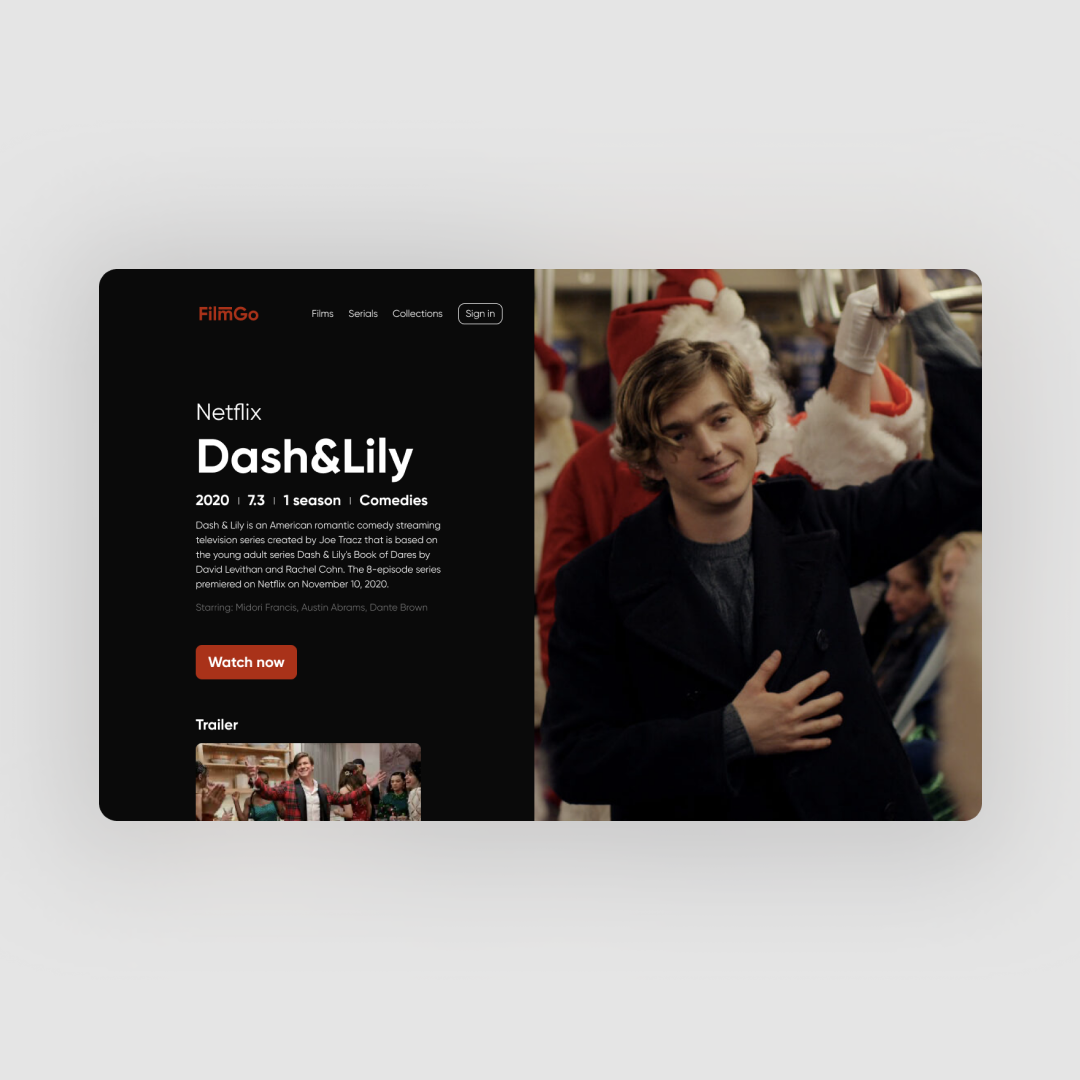 FilmGo
Films Serials Collections Sign in
Netflix
Dash&Lily
2020 | 7.3 | 1 season | Comedies
Dash & Lily is an American romantic comedy streaming
television series created by Joe Tracz that is based on
the young adult series Dash & Lily's Book of Dares by
David Levithan and Rachel Cohn. The 8-episode series
premiered on Netflix on November 10, 2020.
Starring: Midori Francis, Austin Abrams, Dante Brown
Watch now
Trailer